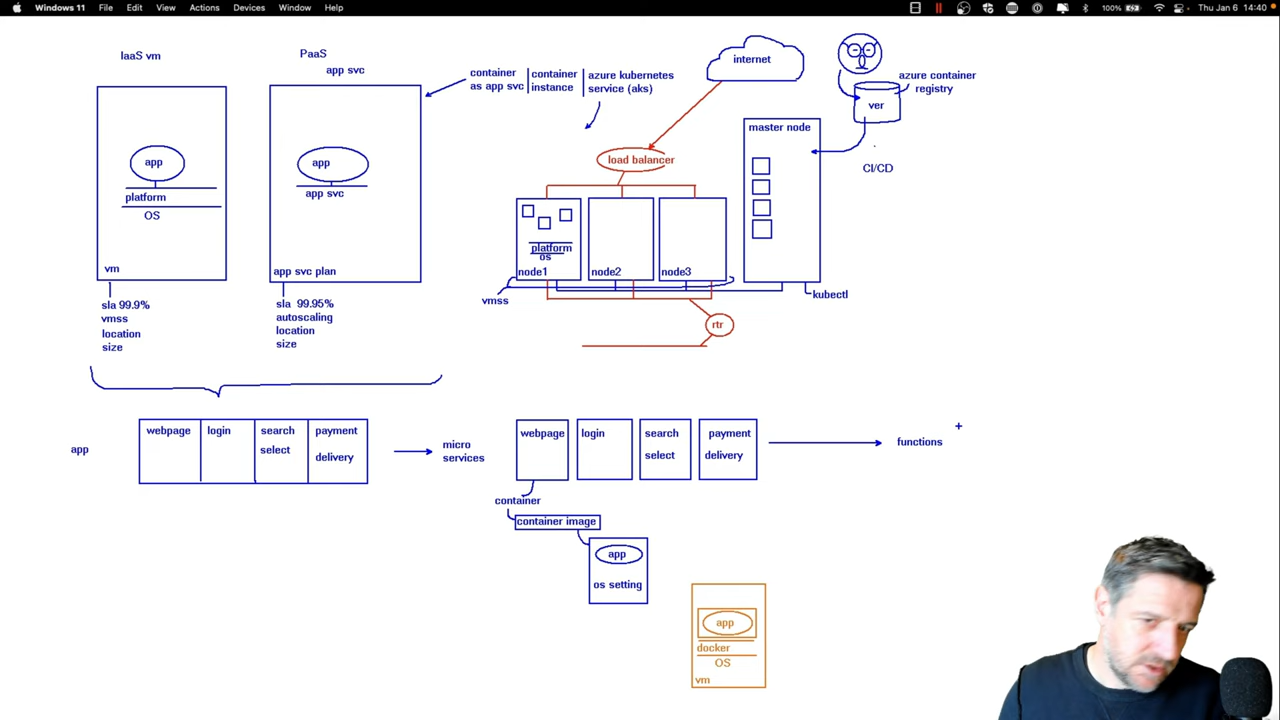 Windows 11 File Edit View Actions Devices Window Help
100% Thu Jan 6 14:40
IaaS vm
PaaS
app svc
container
as app svc
container
instance
azure kubernetes
service (aks)
internet
azure container
registry
ver
master node
CI/CD
load balancer
app
platform
OS
vm
app
app svc
app svc plan
platform
os
node1
node2
node3
vmss
kubectl
rtr
sla 99.9%
vmss
location
size
sla 99.95%
autoscaling
location
size
app
webpage
login
search
select
payment
delivery
micro
services
webpage
login
search
select
payment
delivery
functions
container
container image
app
os setting
app
docker
OS
vm